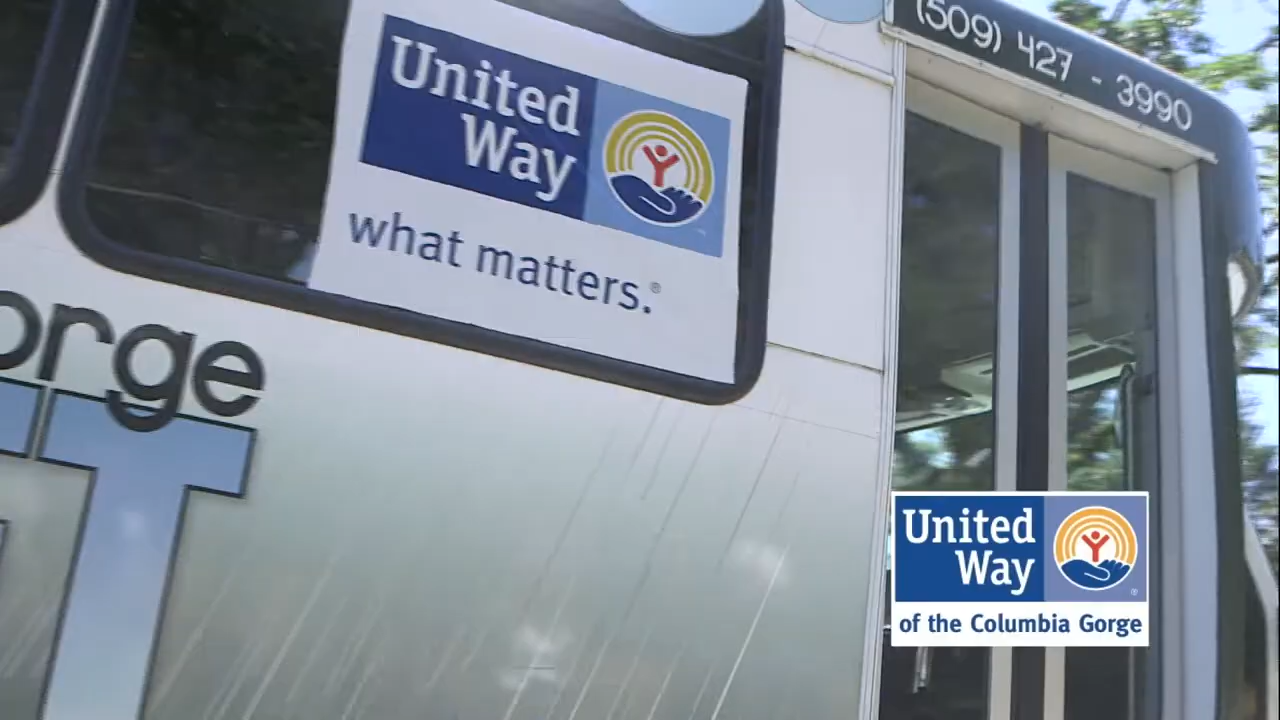 (509) 427 - 3990
United
Way
what matters.®
orge
T
United
Way
of the Columbia Gorge